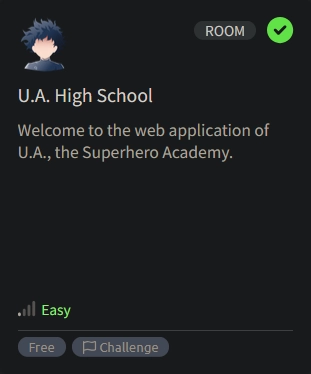 ROOM
U.A. High School
Welcome to the web application of
U.A., the Superhero Academy.
Easy
Free
Challenge